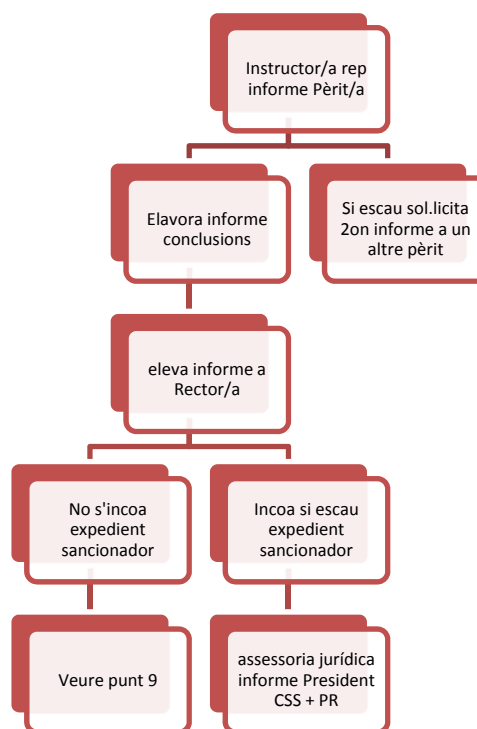 Instructor/a rep
informe Pèrit/a
Elavora informe
conclusions
Si escau sol.licita
2on informe a un
altre pèrit
eleva informe a
Rector/a
No s'incoa
expedient
sancionador
Incoa si escau
expedient
sancionador
Veure punt 9
assessoria jurídica
informe President
CSS + PR